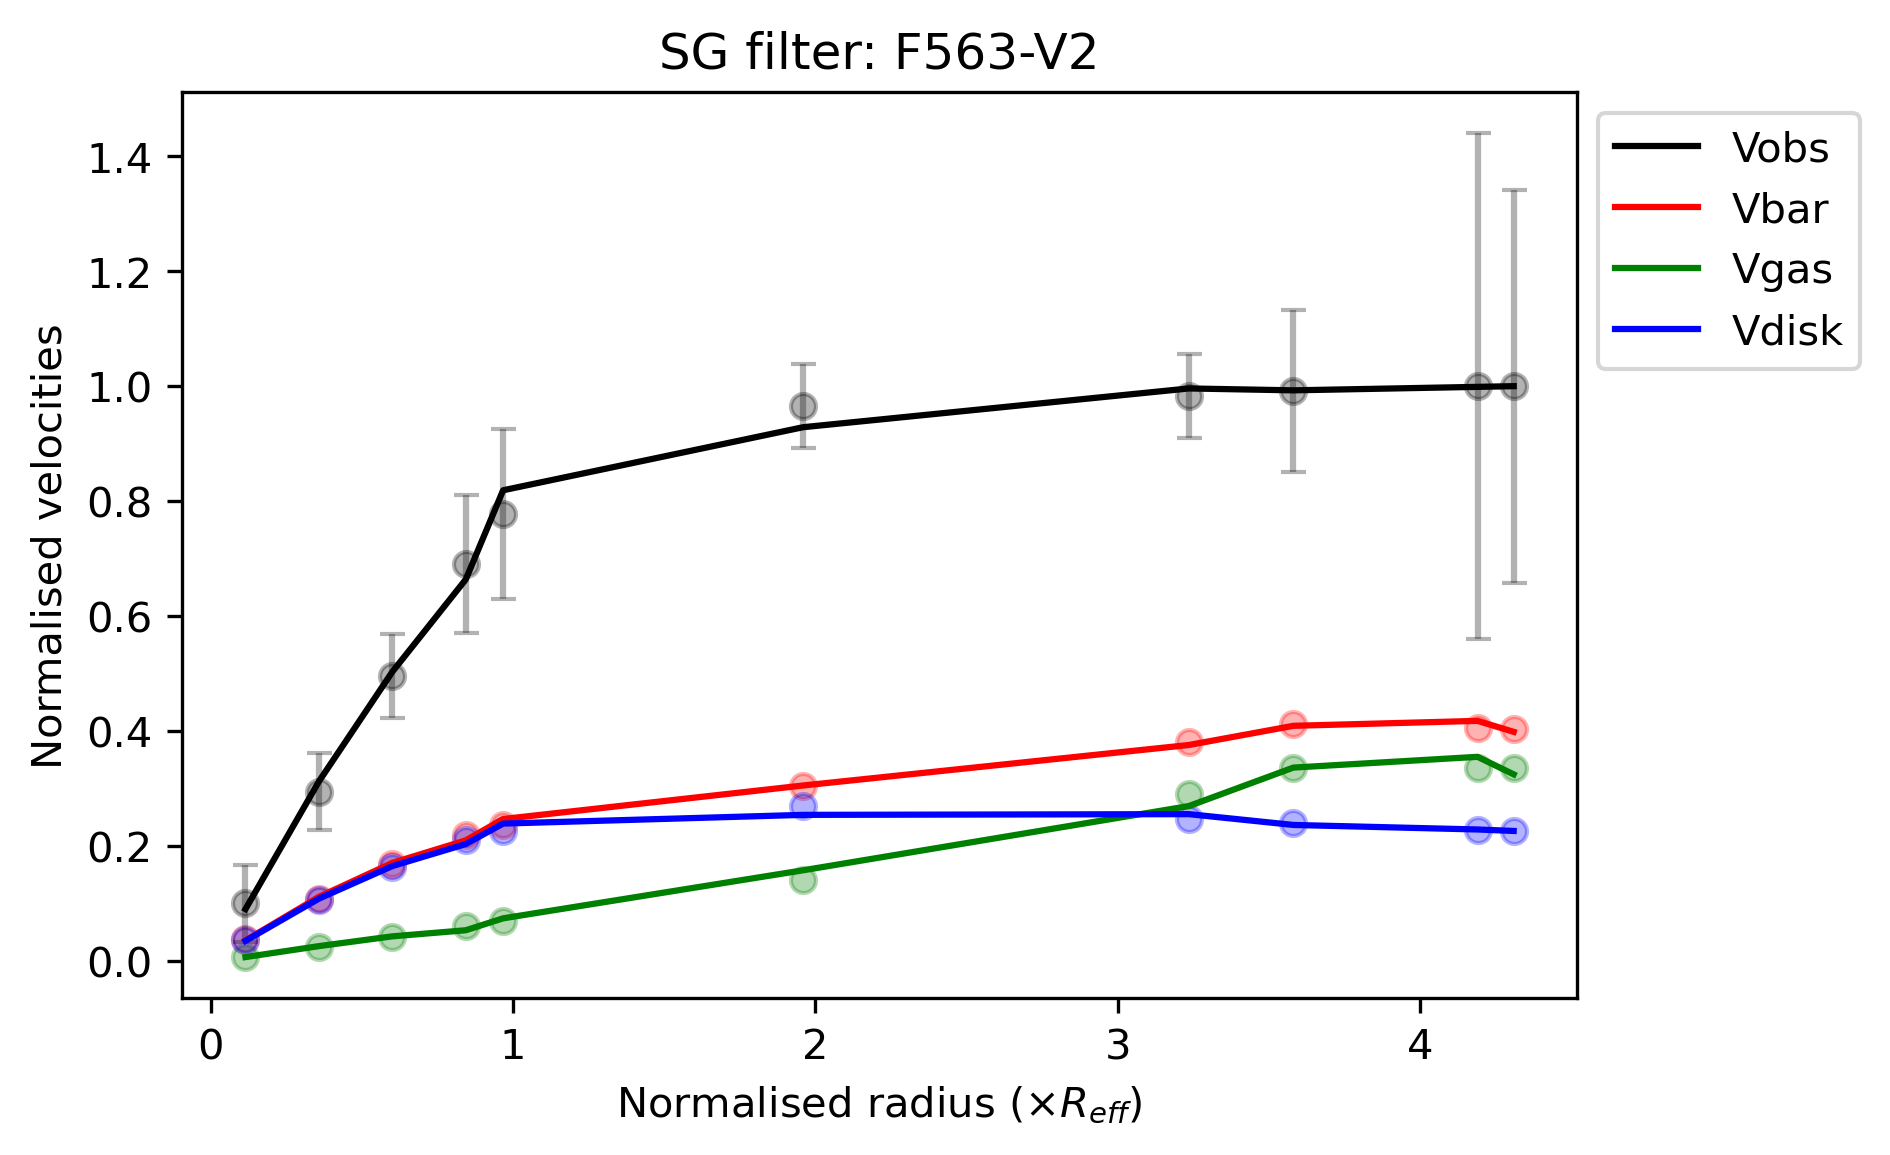 SG filter: F563-V2
1.4
1.2
1.0
0.8
0.6
0.4
0.2
0.0
Normalised velocities
0 1 2 3 4
Normalised radius (×R_eff)
Vobs
Vbar
Vgas
Vdisk